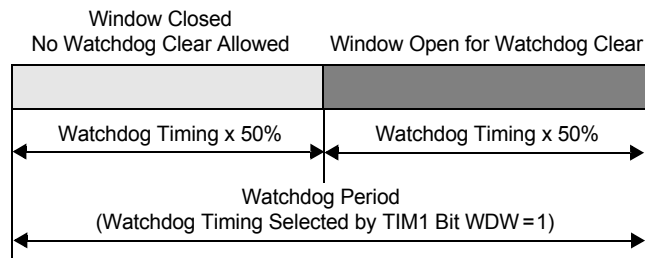 Window Closed
No Watchdog Clear Allowed
Window Open for Watchdog Clear
Watchdog Timing x 50%
Watchdog Timing x 50%
Watchdog Period
(Watchdog Timing Selected by TIM1 Bit WDW=1)